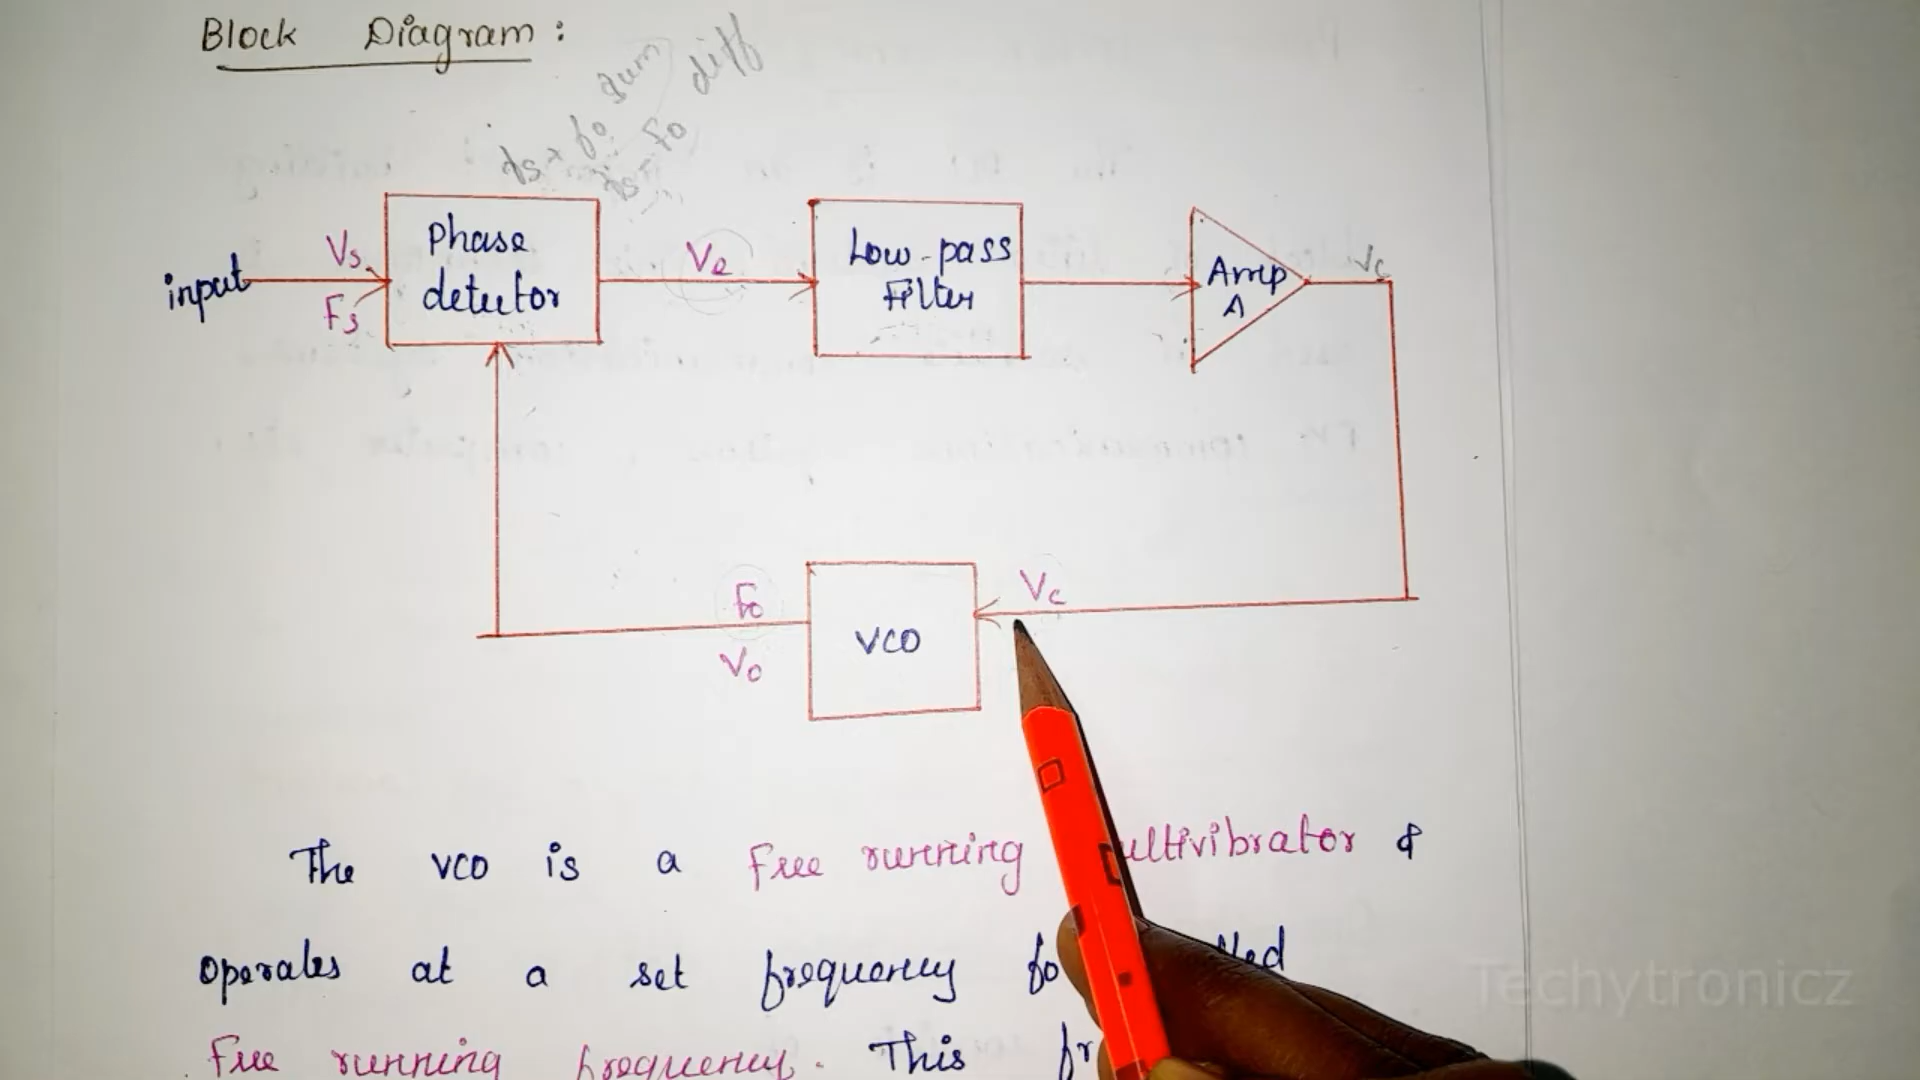 Block Diagram :
sum
diff
fs + fo
fs - fo
Vs
Phase
detector
Ve
Low-pass
Filter
Amp
A
Vc
input
Fs
Fo
Vc
VCO
Vo
The VCO is a Free running &
operates at a set frequency fo
Techytronicz
Free running frequency. This